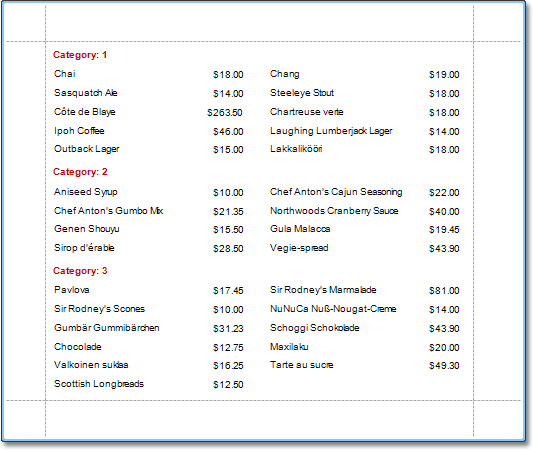 Category: 1
Chai $18.00 Chang $19.00
Sasquatch Ale $14.00 Steeleye Stout $18.00
Côte de Blaye $263.50 Chartreuse verte $18.00
Ipoh Coffee $46.00 Laughing Lumberjack Lager $14.00
Outback Lager $15.00 Lakkalikööri $18.00
Category: 2
Aniseed Syrup $10.00 Chef Anton's Cajun Seasoning $22.00
Chef Anton's Gumbo Mix $21.35 Northwoods Cranberry Sauce $40.00
Genen Shouyu $15.50 Gula Malacca $19.45
Sirop d'érable $28.50 Vegie-spread $43.90
Category: 3
Pavlova $17.45 Sir Rodney's Marmalade $81.00
Sir Rodney's Scones $10.00 NuNuCa Nuß-Nougat-Creme $14.00
Gumbär Gummibärchen $31.23 Schoggi Schokolade $43.90
Chocolade $12.75 Maxilaku $20.00
Valkoinen suklaa $16.25 Tarte au sucre $49.30
Scottish Longbreads $12.50